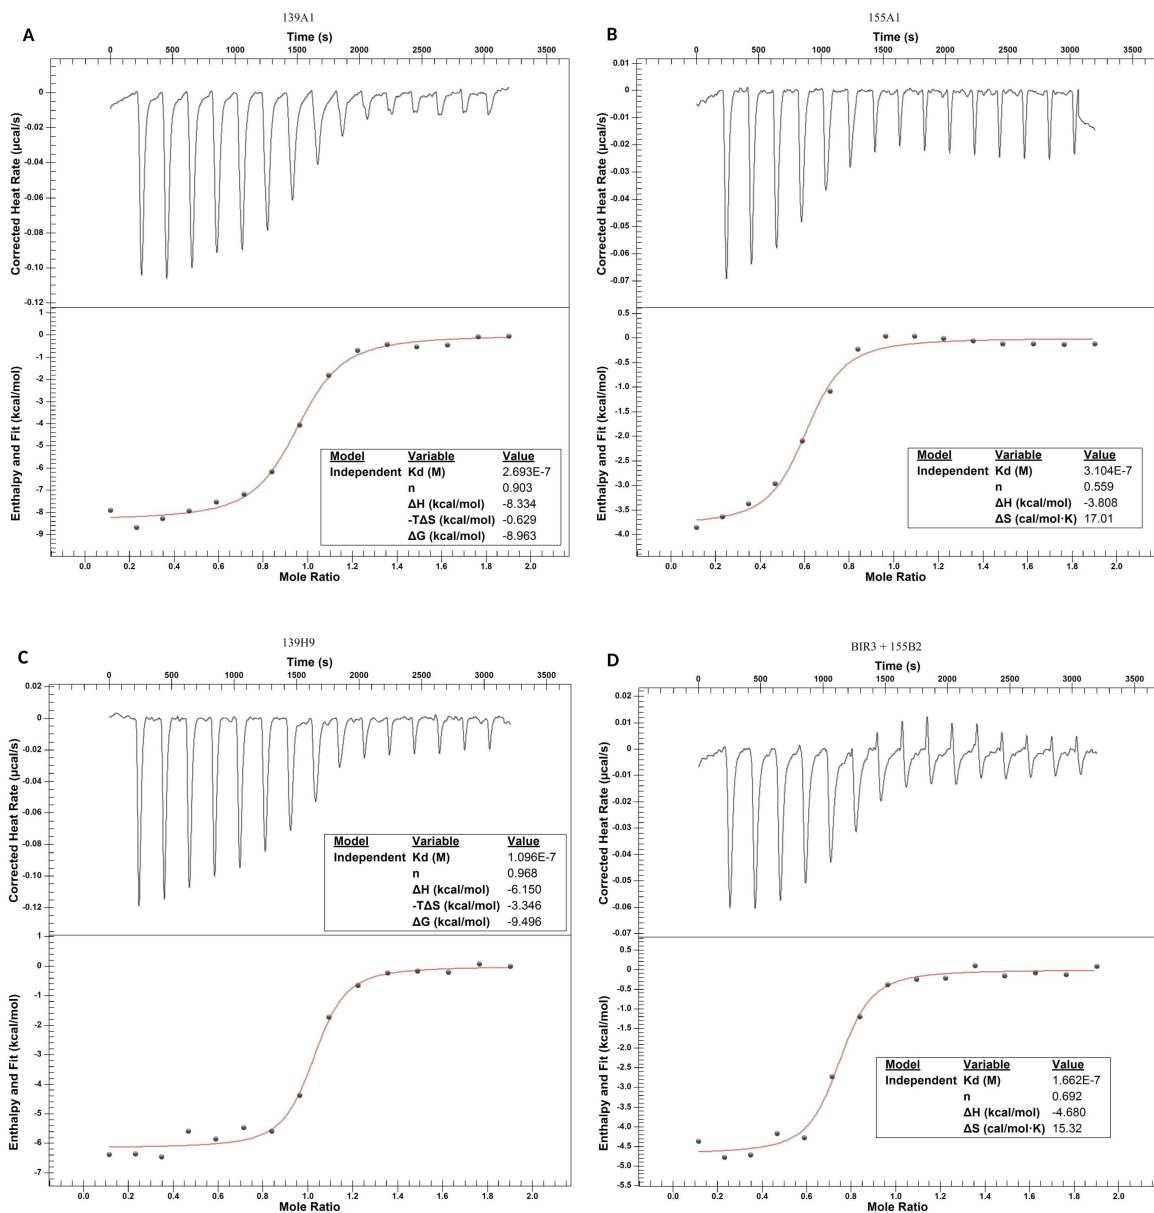 139A1
A
Time (s)
0 500 1000 1500 2000 2500 3000 3500
Corrected Heat Rate (µcal/s)
0
-0.02
-0.04
-0.06
-0.08
-0.10
-0.12
Enthalpy and Fit (kcal/mol)
1
0
-1
-2
-3
-4
-5
-6
-7
-8
-9
Model Variable Value
Independent Kd (M) 2.693E-7
n 0.903
ΔH (kcal/mol) -8.334
-TΔS (kcal/mol) -0.629
ΔG (kcal/mol) -8.963
0.0 0.2 0.4 0.6 0.8 1.0 1.2 1.4 1.6 1.8 2.0
Mole Ratio
155A1
B
Time (s)
0 500 1000 1500 2000 2500 3000 3500
Corrected Heat Rate (µcal/s)
0.01
0
-0.01
-0.02
-0.03
-0.04
-0.05
-0.06
-0.07
Enthalpy and Fit (kcal/mol)
0.5
0
-0.5
-1.0
-1.5
-2.0
-2.5
-3.0
-3.5
-4.0
Model Variable Value
Independent Kd (M) 3.104E-7
n 0.559
ΔH (kcal/mol) -3.808
ΔS (cal/mol·K) 17.01
0.0 0.2 0.4 0.6 0.8 1.0 1.2 1.4 1.6 1.8 2.0
Mole Ratio
139H9
C
Time (s)
0 500 1000 1500 2000 2500 3000 3500
Corrected Heat Rate (µcal/s)
0.02
0
-0.02
-0.04
-0.06
-0.08
-0.10
-0.12
Model Variable Value
Independent Kd (M) 1.096E-7
n 0.968
ΔH (kcal/mol) -6.150
-TΔS (kcal/mol) -3.346
ΔG (kcal/mol) -9.496
Enthalpy and Fit (kcal/mol)
1
0
-1
-2
-3
-4
-5
-6
-7
0.0 0.2 0.4 0.6 0.8 1.0 1.2 1.4 1.6 1.8 2.0
Mole Ratio
BIR3 + 155B2
D
Time (s)
0 500 1000 1500 2000 2500 3000 3500
Corrected Heat Rate (µcal/s)
0.02
0.01
0
-0.01
-0.02
-0.03
-0.04
-0.05
-0.06
-0.07
Enthalpy and Fit (kcal/mol)
0.5
0
-0.5
-1.0
-1.5
-2.0
-2.5
-3.0
-3.5
-4.0
-4.5
-5.0
-5.5
Model Variable Value
Independent Kd (M) 1.662E-7
n 0.692
ΔH (kcal/mol) -4.680
ΔS (cal/mol·K) 15.32
0.0 0.2 0.4 0.6 0.8 1.0 1.2 1.4 1.6 1.8 2.0
Mole Ratio